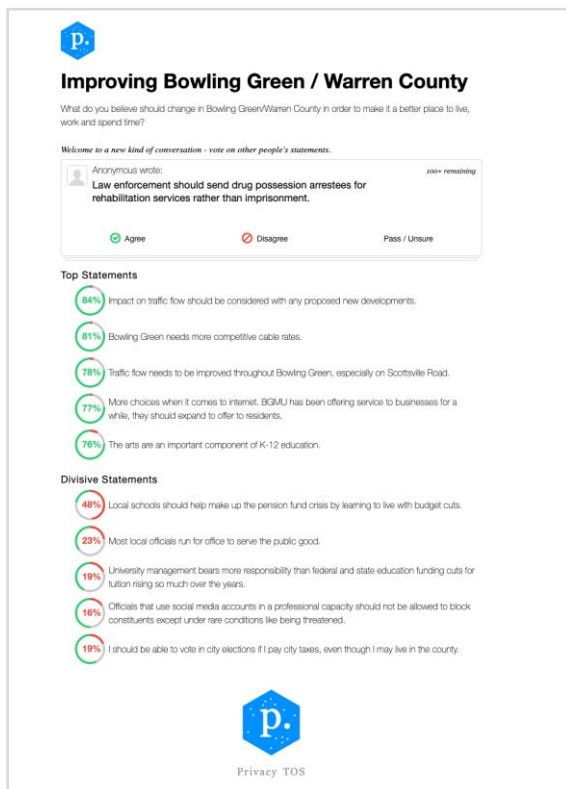 p.
Improving Bowling Green / Warren County
What do you believe should change in Bowling Green/Warren County in order to make it a better place to live,
work and spend time?
Welcome to a new kind of conversation - vote on other people's statements.
Anonymous wrote:
100+ remaining
Law enforcement should send drug possession arrestees for
rehabilitation services rather than imprisonment.
Agree
Disagree
Pass / Unsure
Top Statements
84% Impact on traffic flow should be considered with any proposed new developments.
81% Bowling Green needs more competitive cable rates.
78% Traffic flow needs to be improved throughout Bowling Green, especially on Scottsville Road.
77% More choices when it comes to internet. BGMU has been offering service to businesses for a
while, they should expand to offer to residents.
76% The arts are an important component of K-12 education.
Divisive Statements
48% Local schools should help make up the pension fund crisis by learning to live with budget cuts.
23% Most local officials run for office to serve the public good.
19% University management bears more responsibility than federal and state education funding cuts for
tuition rising so much over the years.
16% Officials that use social media accounts in a professional capacity should not be allowed to block
constituents except under rare conditions like being threatened.
19% I should be able to vote in city elections if I pay city taxes, even though I may live in the county.
p.
Privacy TOS